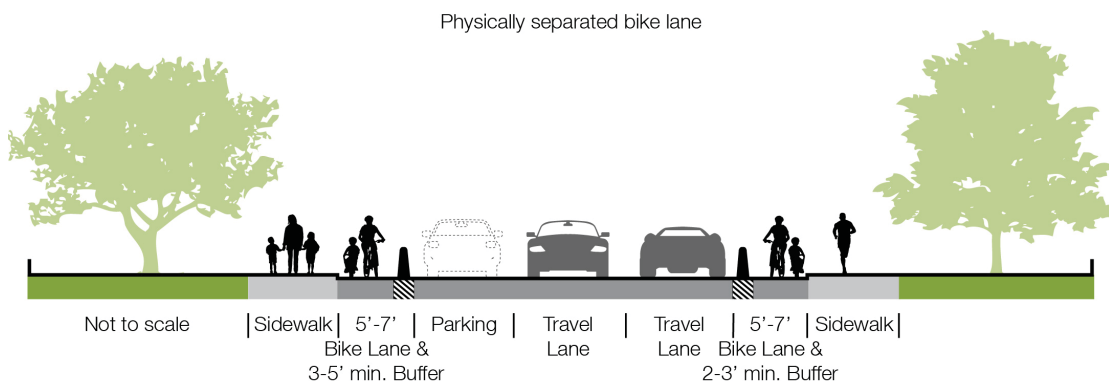 Physically separated bike lane
Not to scale | Sidewalk | 5’-7’ | Parking | Travel | Travel | 5’-7’ | Sidewalk |
Bike Lane & Lane Lane Bike Lane &
3-5’ min. Buffer 2-3’ min. Buffer